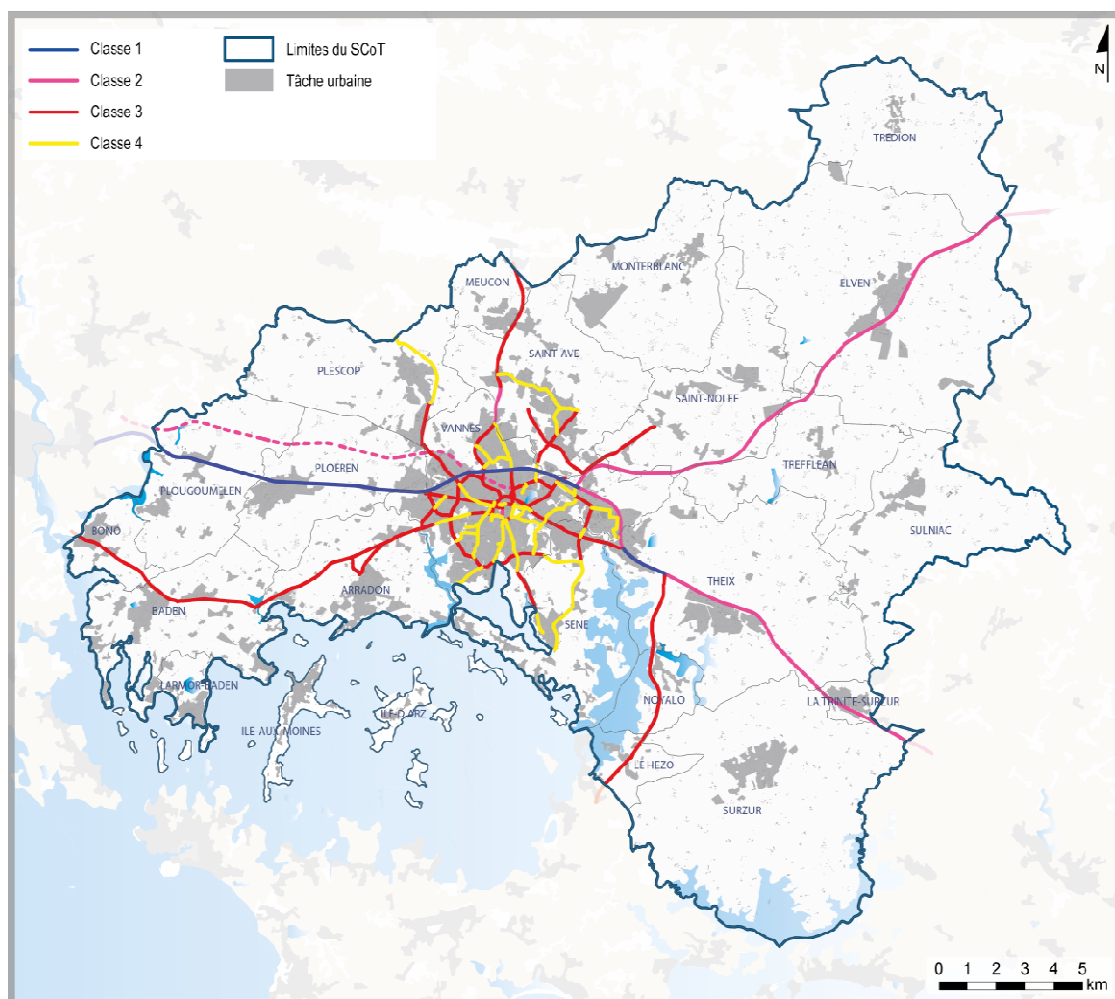 Classe 1
Classe 2
Classe 3
Classe 4
Limites du SCoT
Tâche urbaine
N
TREDION
MONTERBLANC
MEUCON
ELVEN
SAINT AVE
PLESCOP
SAINT-NOLFF
VANNES
PLOEREN
TREFFLEAN
PLOUGOUMELEN
BONO
SULNIAC
THEIX
ARRADON
BADEN
SENE
LARMOR-BADEN
NOYALO
LA TRINITE-SURZUR
ILE-D'ARZ
ILE AUX MOINES
LE HEZO
SURZUR
0 1 2 3 4 5
km